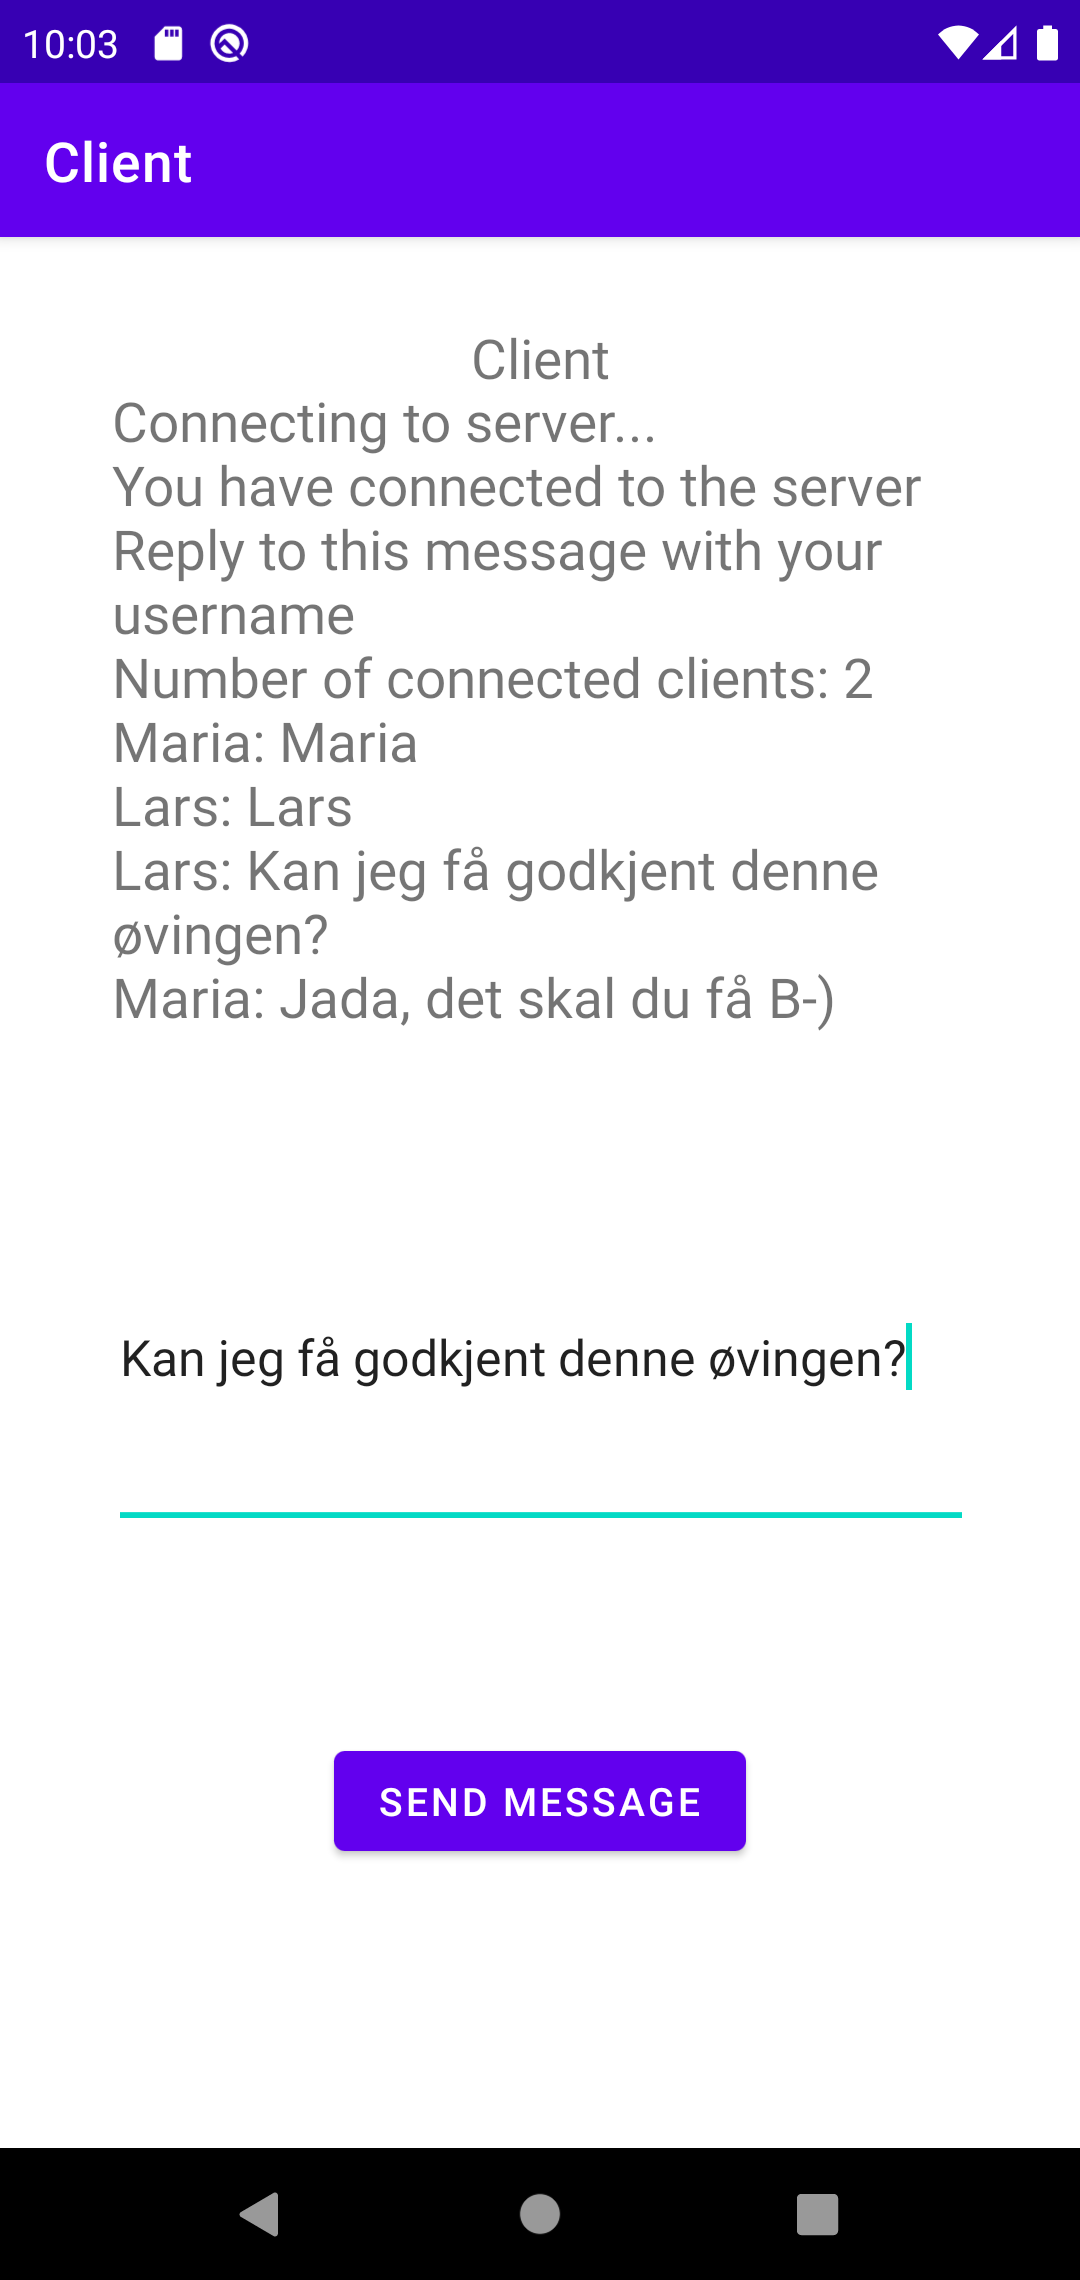 10:03
Client
Client
Connecting to server...
You have connected to the server
Reply to this message with your
username
Number of connected clients: 2
Maria: Maria
Lars: Lars
Lars: Kan jeg få godkjent denne
øvingen?
Maria: Jada, det skal du få B-)
Kan jeg få godkjent denne øvingen?
SEND MESSAGE